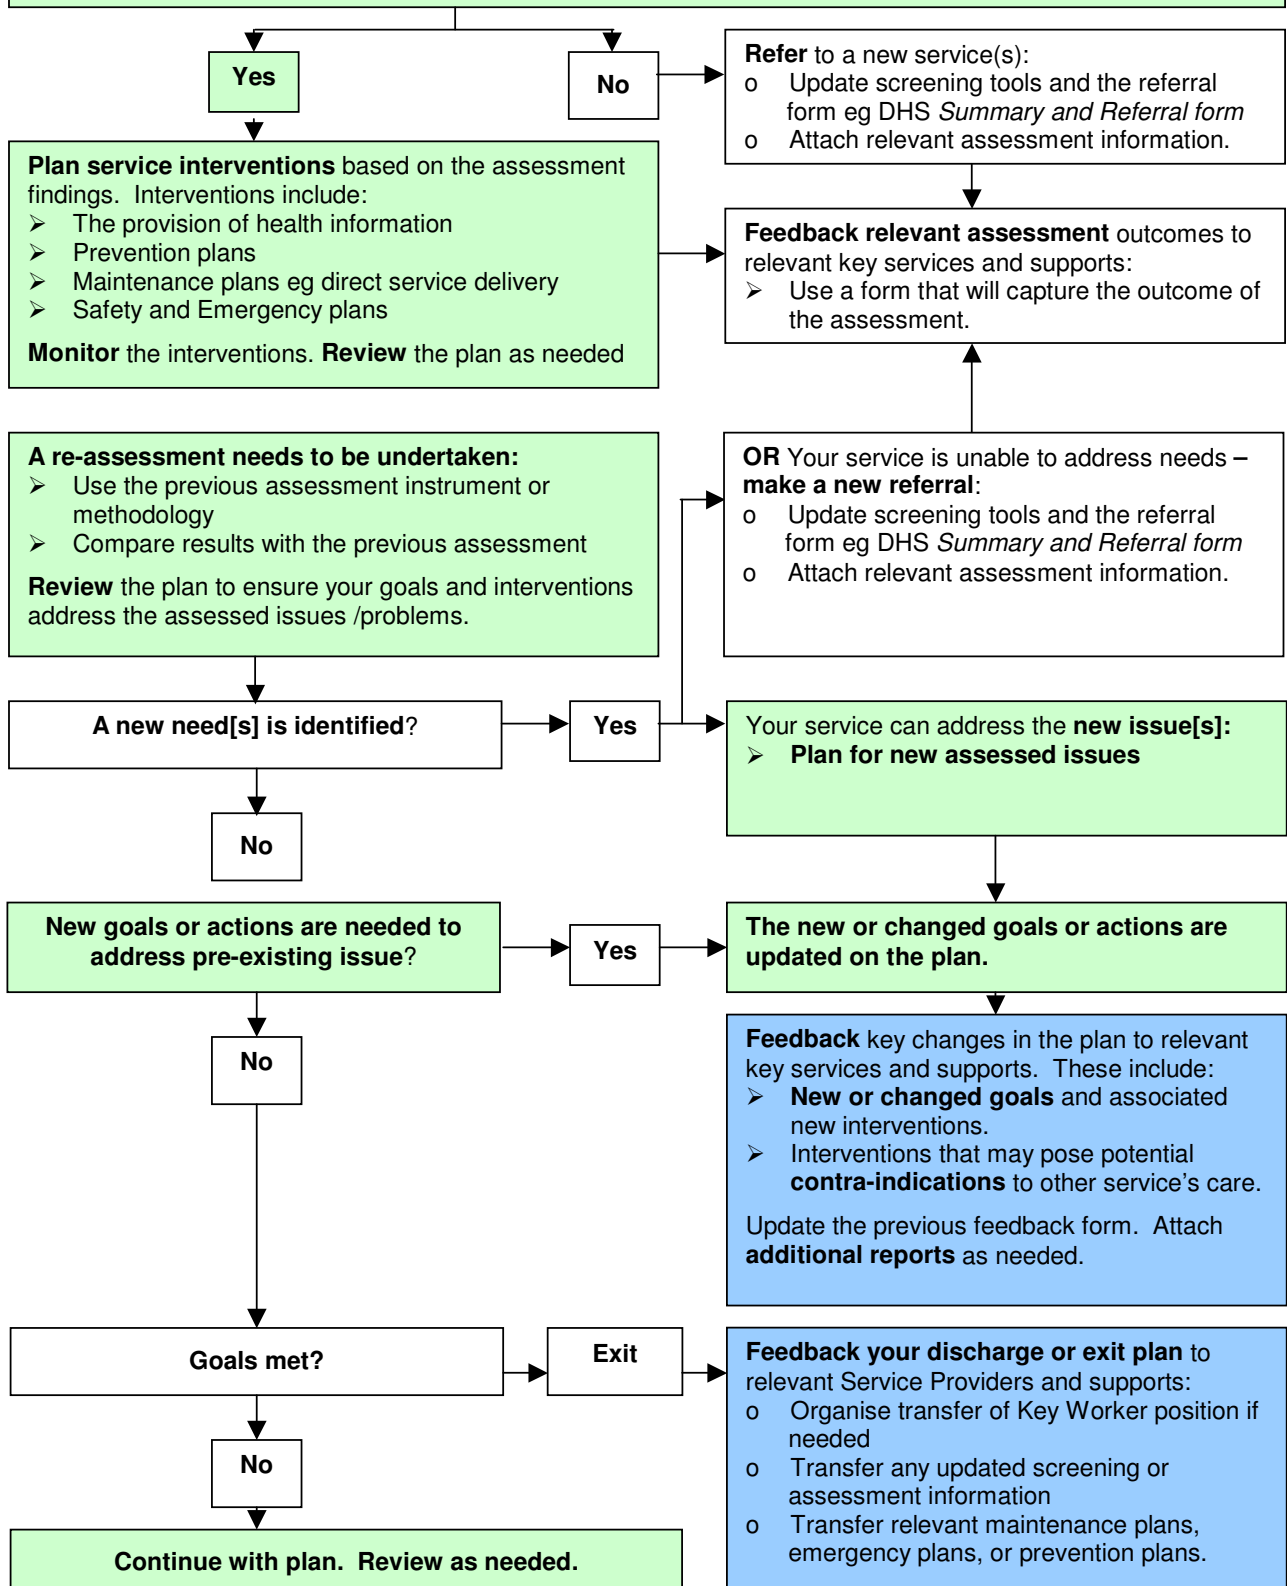 Yes
No
Refer to a new service(s):
o Update screening tools and the referral
form eg DHS Summary and Referral form
o Attach relevant assessment information.
Plan service interventions based on the assessment
findings. Interventions include:
➢ The provision of health information
➢ Prevention plans
➢ Maintenance plans eg direct service delivery
➢ Safety and Emergency plans
Monitor the interventions. Review the plan as needed
Feedback relevant assessment outcomes to
relevant key services and supports:
➢ Use a form that will capture the outcome of
the assessment.
A re-assessment needs to be undertaken:
➢ Use the previous assessment instrument or
methodology
➢ Compare results with the previous assessment
Review the plan to ensure your goals and interventions
address the assessed issues /problems.
OR Your service is unable to address needs –
make a new referral:
o Update screening tools and the referral
form eg DHS Summary and Referral form
o Attach relevant assessment information.
A new need[s] is identified?
Yes
Your service can address the new issue[s]:
➢ Plan for new assessed issues
No
New goals or actions are needed to
address pre-existing issue?
Yes
The new or changed goals or actions are
updated on the plan.
No
Feedback key changes in the plan to relevant
key services and supports. These include:
➢ New or changed goals and associated
new interventions.
➢ Interventions that may pose potential
contra-indications to other service's care.
Update the previous feedback form. Attach
additional reports as needed.
Goals met?
Exit
Feedback your discharge or exit plan to
relevant Service Providers and supports:
o Organise transfer of Key Worker position if
needed
o Transfer any updated screening or
assessment information
o Transfer relevant maintenance plans,
emergency plans, or prevention plans.
No
Continue with plan. Review as needed.